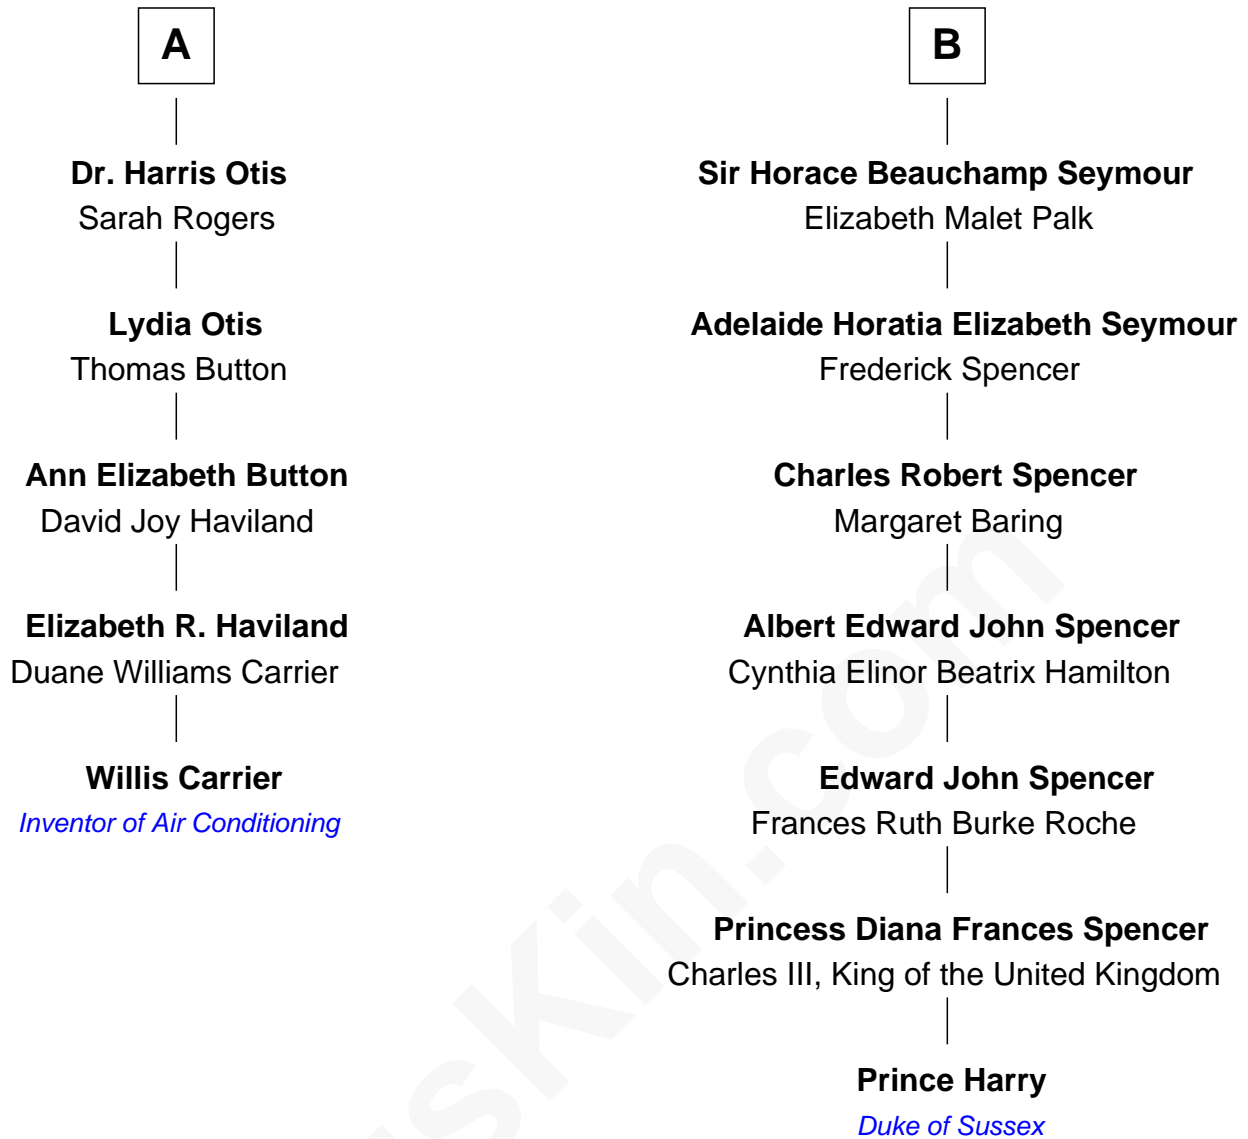 A
Dr. Harris Otis
Sarah Rogers
Lydia Otis
Thomas Button
Ann Elizabeth Button
David Joy Haviland
Elizabeth R. Haviland
Duane Williams Carrier
Willis Carrier
Inventor of Air Conditioning
B
Sir Horace Beauchamp Seymour
Elizabeth Malet Palk
Adelaide Horatia Elizabeth Seymour
Frederick Spencer
Charles Robert Spencer
Margaret Baring
Albert Edward John Spencer
Cynthia Elinor Beatrix Hamilton
Edward John Spencer
Frances Ruth Burke Roche
Princess Diana Frances Spencer
Charles III, King of the United Kingdom
Prince Harry
Duke of Sussex